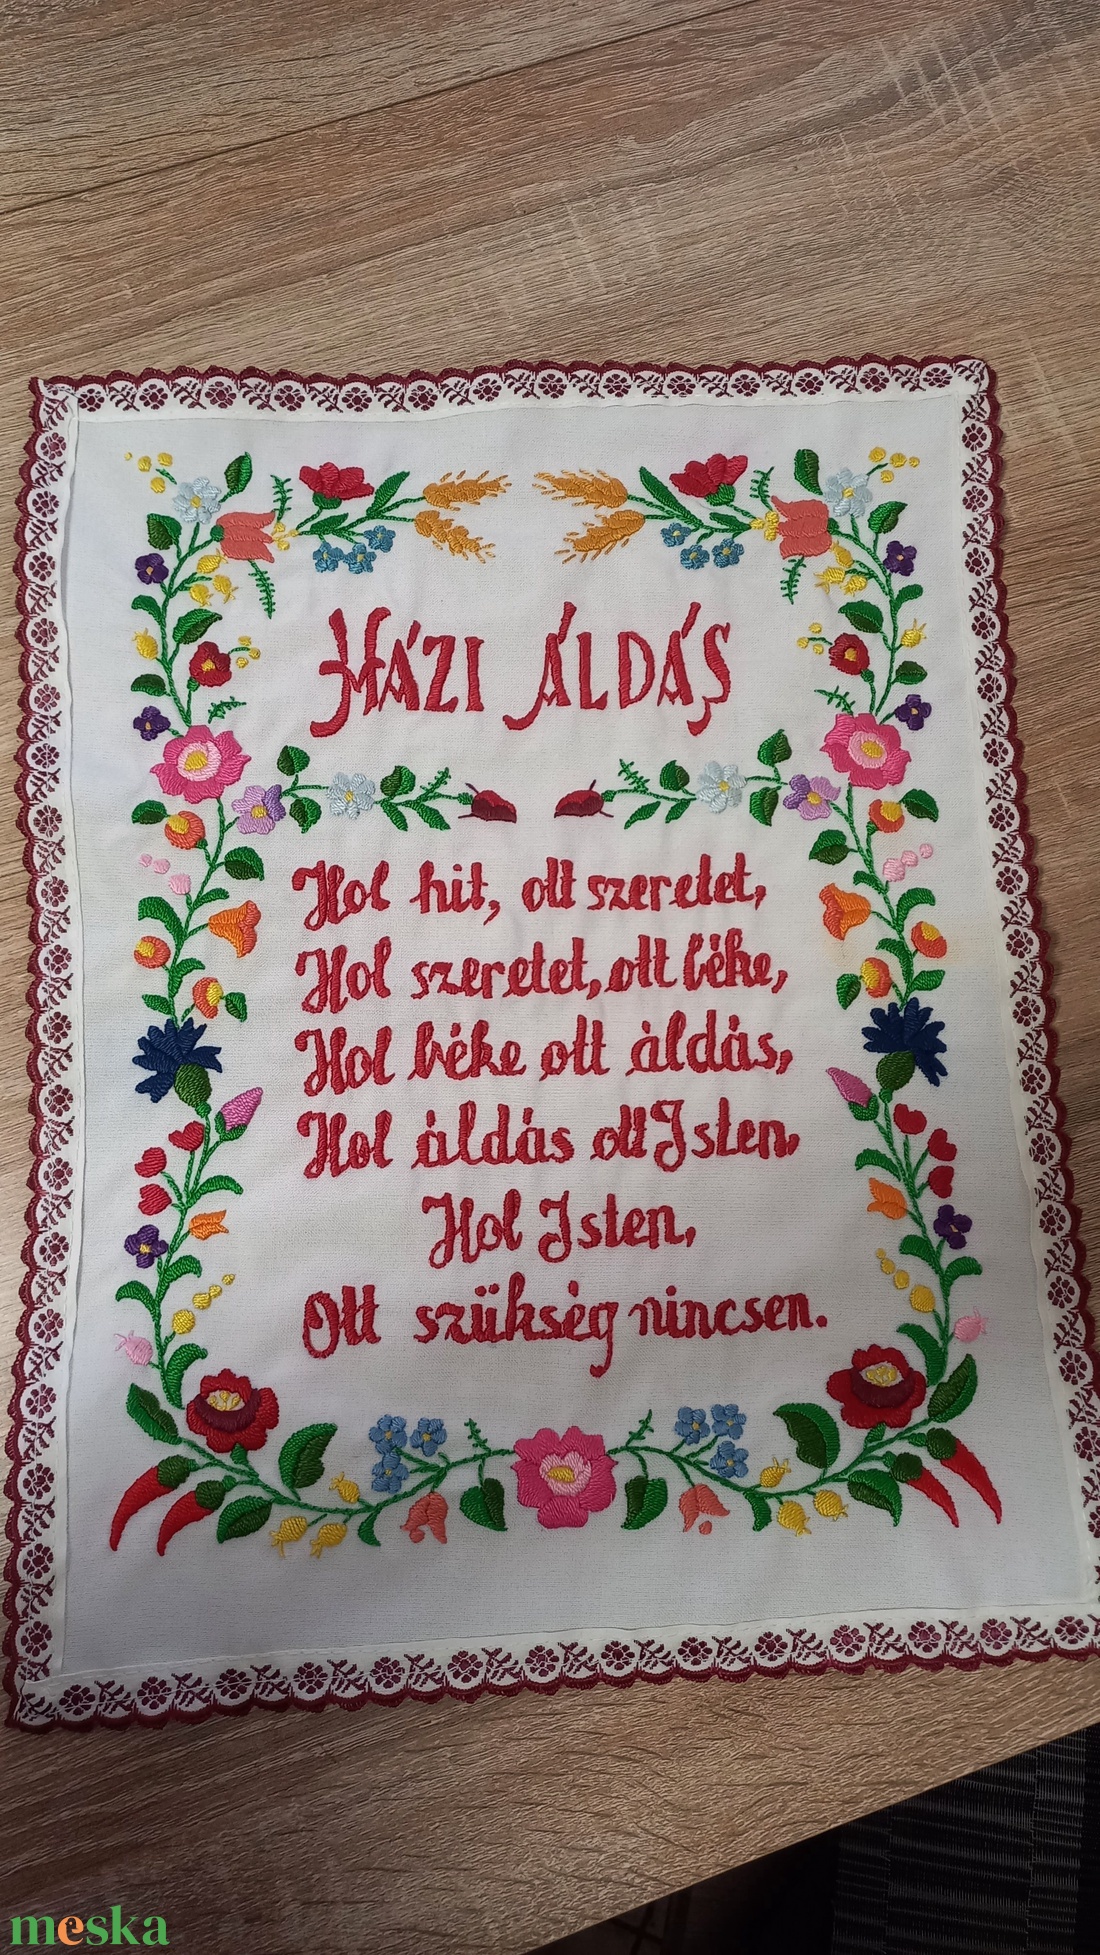 HÁZI ÁLDÁS
Hol hit, ott szeretet,
Hol szeretet, ott béke,
Hol béke ott áldás,
Hol áldás ott Isten,
Hol Isten,
Ott szükség nincsen.
meska